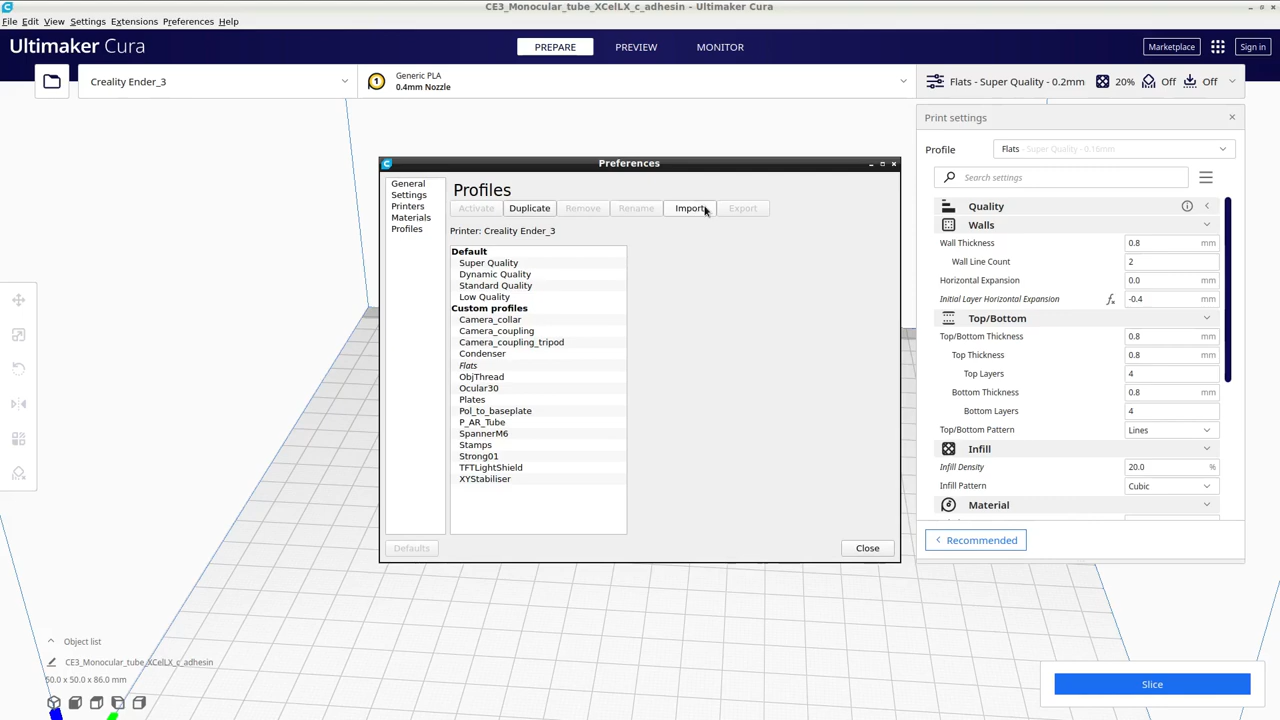 CE3_Monocular_tube_XCelLX_c_adhesin - Ultimaker Cura
File Edit View Settings Extensions Preferences Help
Ultimaker Cura
PREPARE
PREVIEW
MONITOR
Marketplace
Sign in
Creality Ender_3
1
Generic PLA
0.4mm Nozzle
Flats - Super Quality - 0.2mm
20%
Off
Off
Print settings
Profile
Flats - Super Quality - 0.16mm
Search settings
Quality
Walls
Wall Thickness 0.8 mm
Wall Line Count 2
Horizontal Expansion 0.0 mm
Initial Layer Horizontal Expansion -0.4 mm
Top/Bottom
Top/Bottom Thickness 0.8 mm
Top Thickness 0.8 mm
Top Layers 4
Bottom Thickness 0.8 mm
Bottom Layers 4
Top/Bottom Pattern Lines
Infill
Infill Density 20.0 %
Infill Pattern Cubic
Material
Recommended
Preferences
General
Settings
Printers
Materials
Profiles
Profiles
Activate
Duplicate
Remove
Rename
Import
Export
Printer: Creality Ender_3
Default
Super Quality
Dynamic Quality
Standard Quality
Low Quality
Custom profiles
Camera_collar
Camera_coupling
Camera_coupling_tripod
Condenser
Flats
ObjThread
Ocular30
Plates
Pol_to_baseplate
P_AR_Tube
SpannerM6
Stamps
Strong01
TFTLightShield
XYStabiliser
Defaults
Close
Object list
CE3_Monocular_tube_XCelLX_c_adhesin
50.0 x 50.0 x 86.0 mm
Slice